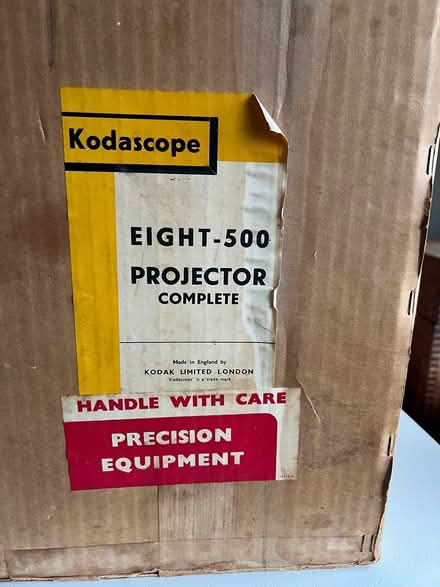 Kodascope
EIGHT-500
PROJECTOR
COMPLETE
Made in England by
KODAK LIMITED LONDON
'Kodascope' is a trade mark
HANDLE WITH CARE
PRECISION
EQUIPMENT